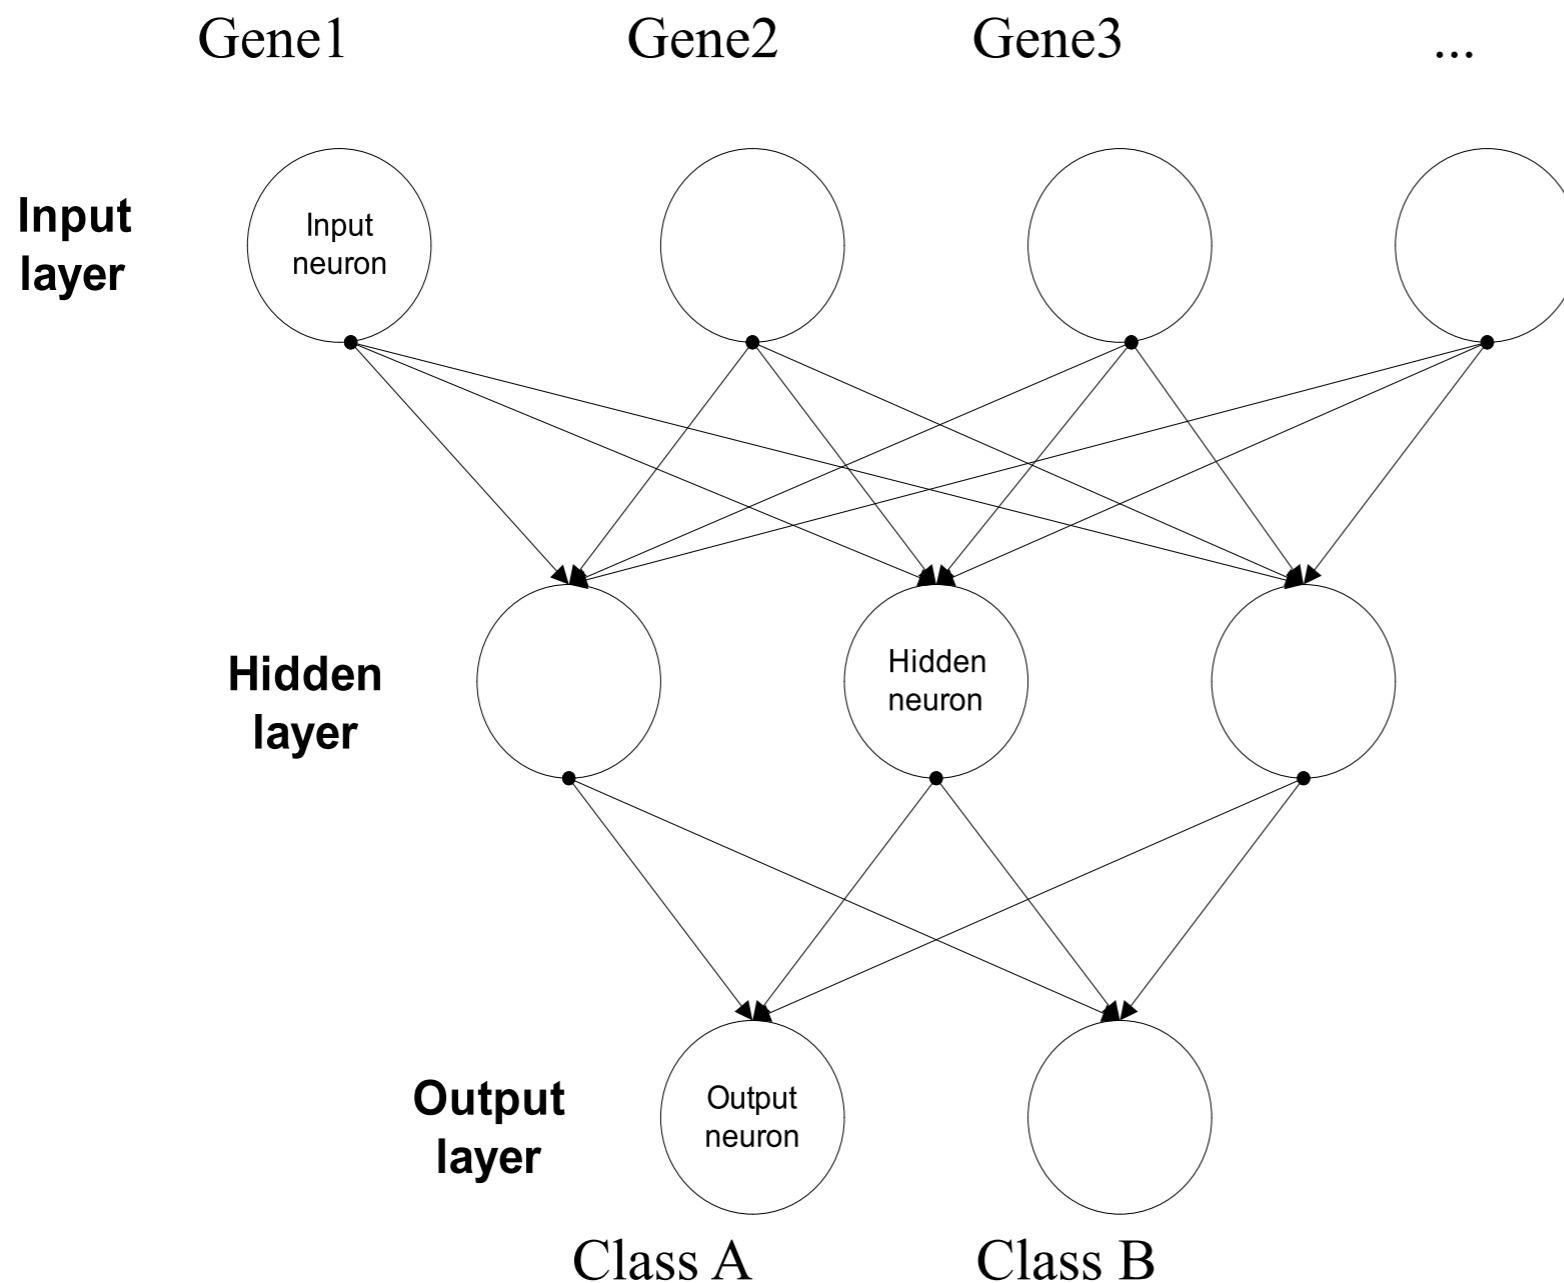 Gene1 Gene2 Gene3 ...
Input
layer
Input
neuron
Hidden
layer
Hidden
neuron
Output
layer
Output
neuron
Class A Class B